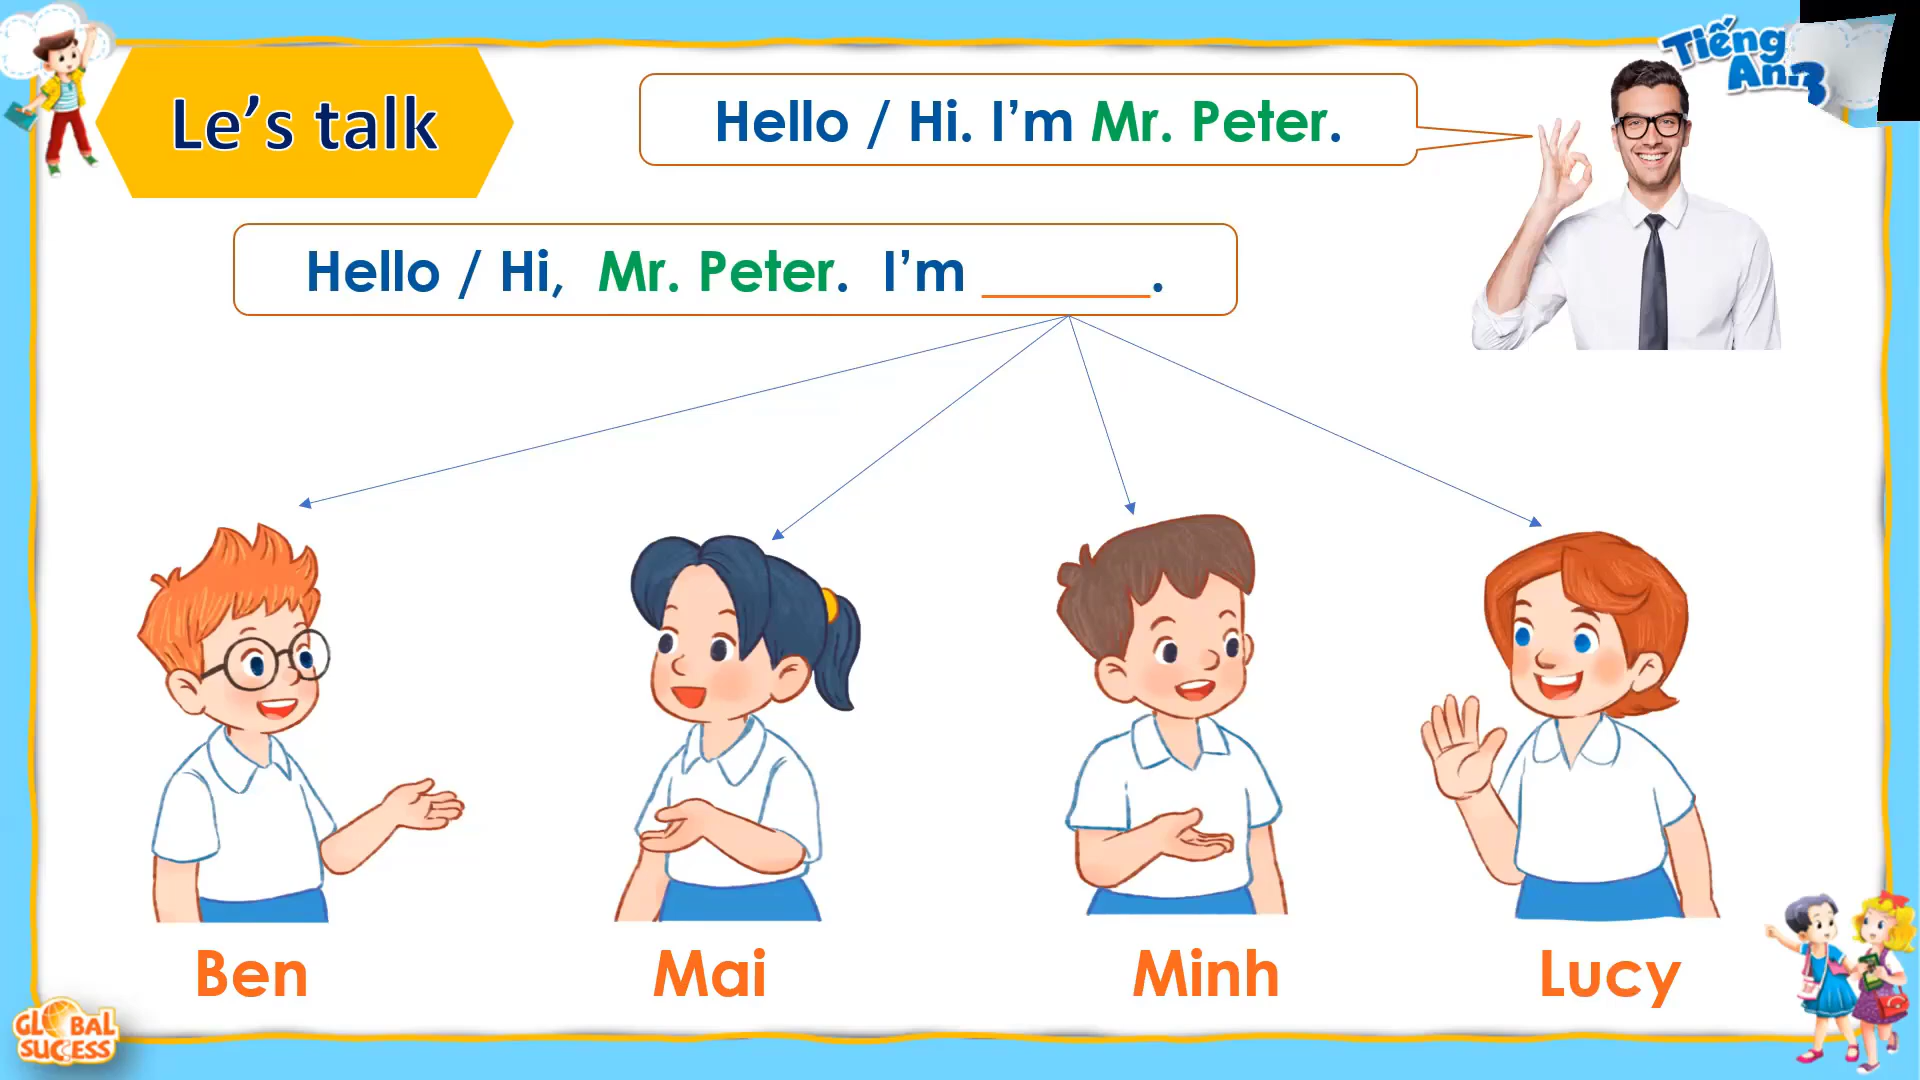 Le’s talk
Hello / Hi. I’m Mr. Peter.
Tiếng
An 3
Hello / Hi, Mr. Peter. I’m ______.
Ben
Mai
Minh
Lucy
GLOBAL
SUCCESS